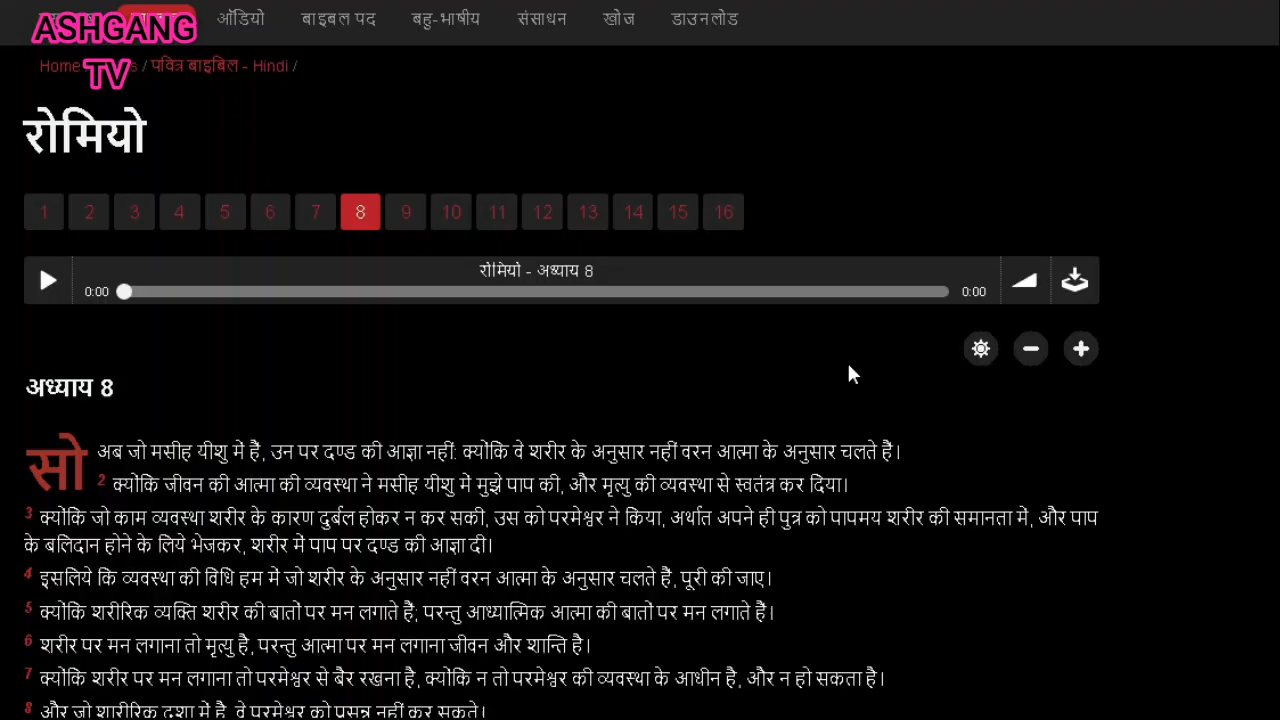 ASHGANG
TV
ऑडियो बाइबल पद बहु-भाषीय संसाधन खोज डाउनलोड
Home / पवित्र बाइबिल - Hindi /
रोमियो
1 2 3 4 5 6 7 8 9 10 11 12 13 14 15 16
रोमियो - अध्याय 8
0:00 0:00
अध्याय 8
सो अब जो मसीह यीशु में हैं, उन पर दण्ड की आज्ञा नहीं: क्योंकि वे शरीर के अनुसार नहीं वरन आत्मा के अनुसार चलते हैं।
2 क्योंकि जीवन की आत्मा की व्यवस्था ने मसीह यीशु में मुझे पाप की, और मृत्यु की व्यवस्था से स्वतंत्र कर दिया।
3 क्योंकि जो काम व्यवस्था शरीर के कारण दुर्बल होकर न कर सकी, उस को परमेश्वर ने किया, अर्थात अपने ही पुत्र को पापमय शरीर की समानता में, और पाप
के बलिदान होने के लिये भेजकर, शरीर में पाप पर दण्ड की आज्ञा दी।
4 इसलिये कि व्यवस्था की विधि हम में जो शरीर के अनुसार नहीं वरन आत्मा के अनुसार चलते हैं, पूरी की जाए।
5 क्योंकि शरीरिक व्यक्ति शरीर की बातों पर मन लगाते हैं; परन्तु आध्यात्मिक आत्मा की बातों पर मन लगाते हैं।
6 शरीर पर मन लगाना तो मृत्यु है, परन्तु आत्मा पर मन लगाना जीवन और शान्ति है।
7 क्योंकि शरीर पर मन लगाना तो परमेश्वर से बैर रखना है, क्योंकि न तो परमेश्वर की व्यवस्था के आधीन है, और न हो सकता है।
8 और जो शारीरिक दशा में है, वे परमेश्वर को प्रसन्न नहीं कर सकते।